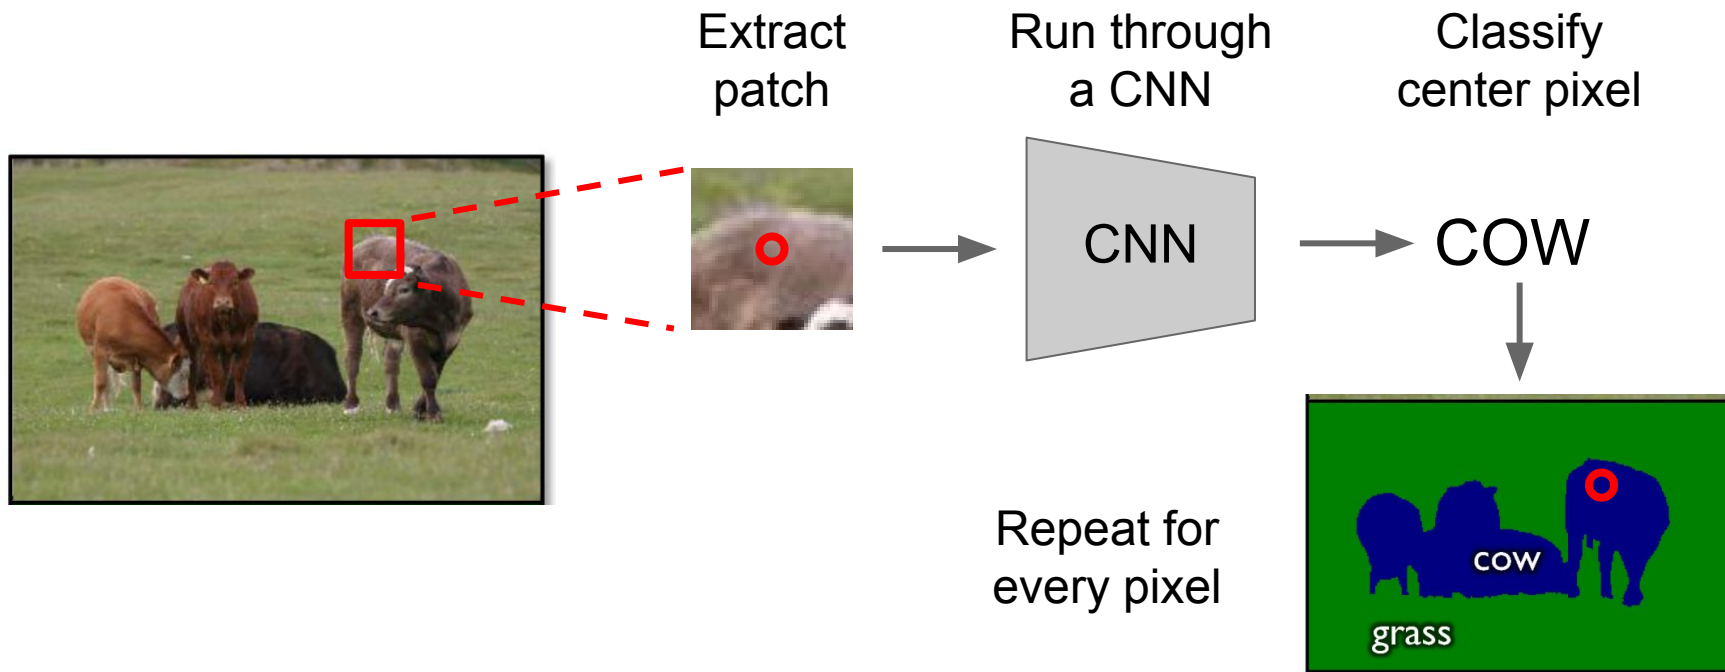 Extract
patch
Run through
a CNN
Classify
center pixel
CNN
COW
Repeat for
every pixel
cow
grass